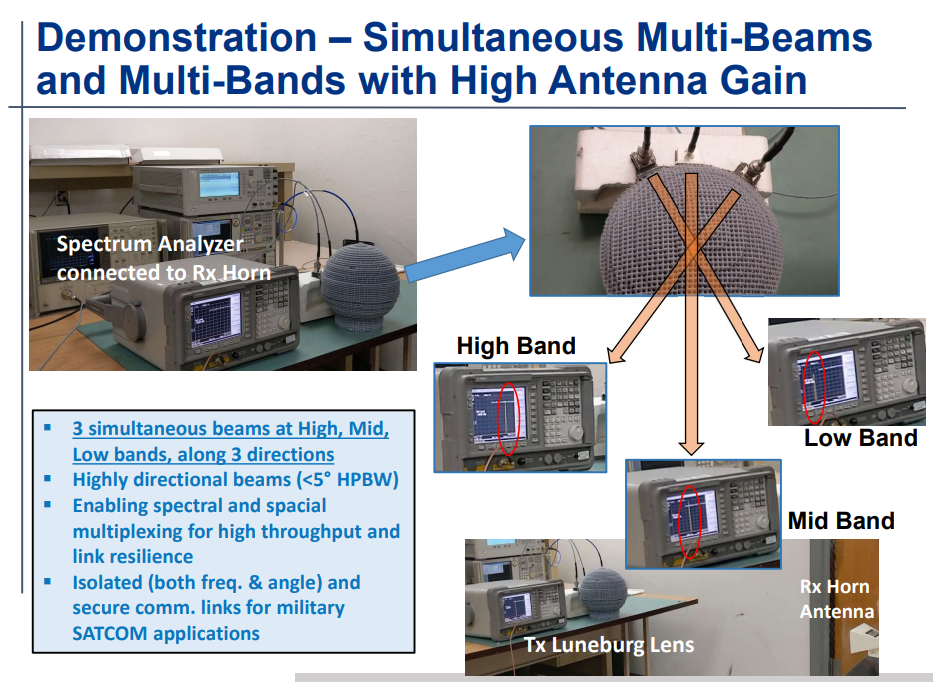 Demonstration – Simultaneous Multi-Beams
and Multi-Bands with High Antenna Gain
Spectrum Analyzer
connected to Rx Horn
High Band
Low Band
Mid Band
▪ 3 simultaneous beams at High, Mid,
Low bands, along 3 directions
▪ Highly directional beams (<5° HPBW)
▪ Enabling spectral and spacial
multiplexing for high throughput and
link resilience
▪ Isolated (both freq. & angle) and
secure comm. links for military
SATCOM applications
Rx Horn
Antenna
Tx Luneburg Lens